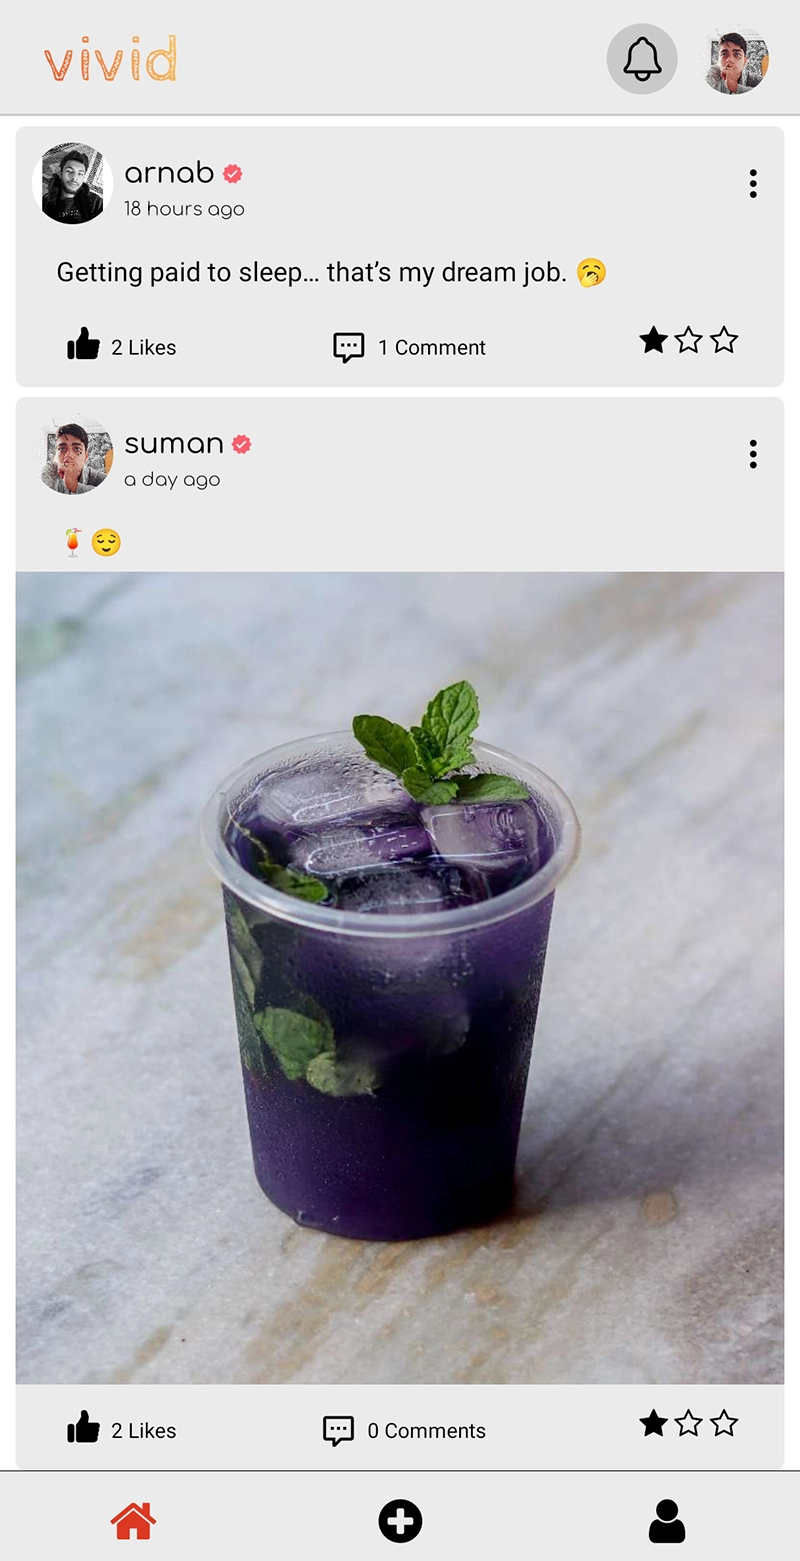 vivid
arnab
18 hours ago
Getting paid to sleep... that’s my dream job. 🥱
2 Likes
1 Comment
suman
a day ago
🍹😌
2 Likes
0 Comments